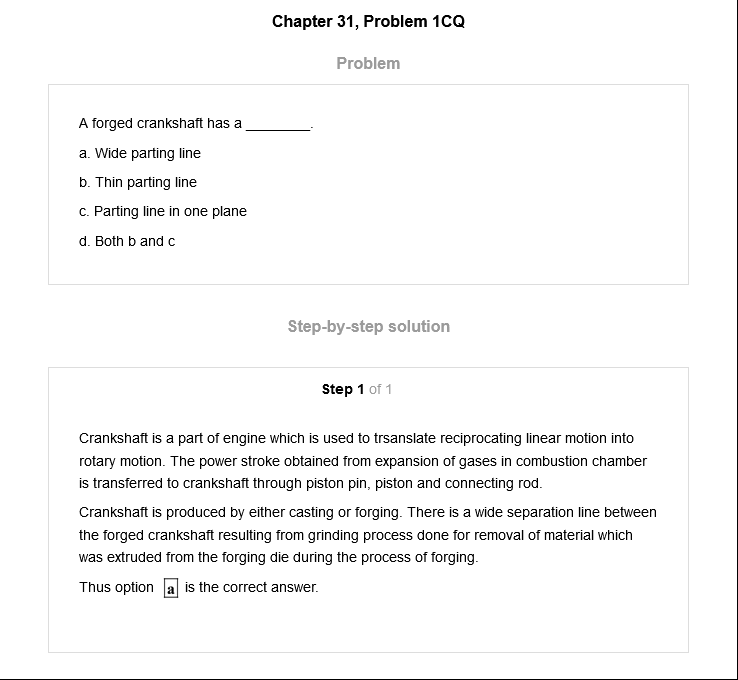 Chapter 31, Problem 1CQ
Problem
A forged crankshaft has a ________.
a. Wide parting line
b. Thin parting line
c. Parting line in one plane
d. Both b and c
Step-by-step solution
Step 1 of 1
Crankshaft is a part of engine which is used to trsanslate reciprocating linear motion into
rotary motion. The power stroke obtained from expansion of gases in combustion chamber
is transferred to crankshaft through piston pin, piston and connecting rod.
Crankshaft is produced by either casting or forging. There is a wide separation line between
the forged crankshaft resulting from grinding process done for removal of material which
was extruded from the forging die during the process of forging.
Thus option a is the correct answer.